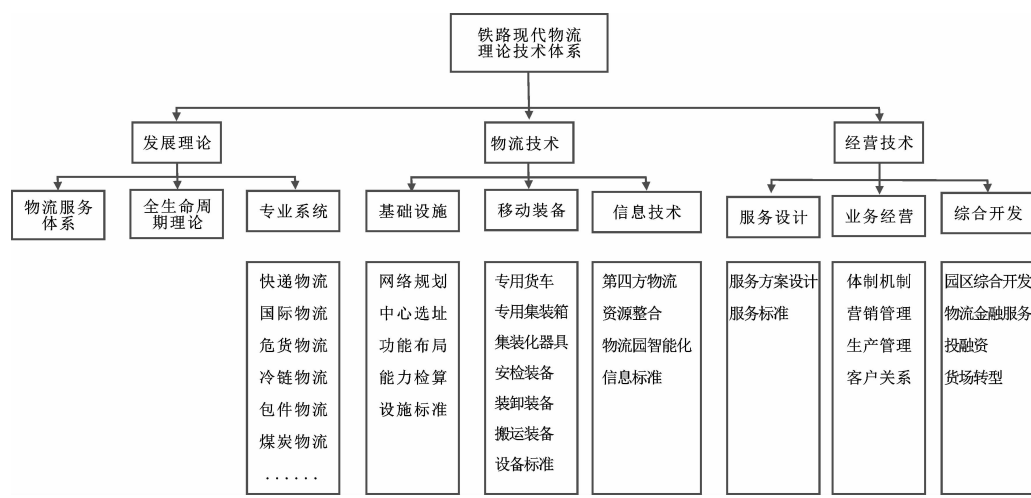 铁路现代物流
理论技术体系
发展理论
物流技术
经营技术
物流服务
体系
全生命周
期理论
专业系统
基础设施
移动装备
信息技术
服务设计
业务经营
综合开发
快递物流
国际物流
危货物流
冷链物流
包件物流
煤炭物流
......
网络规划
中心选址
功能布局
能力检算
设施标准
专用货车
专用集装箱
集装化器具
安检装备
装卸装备
搬运装备
设备标准
第四方物流
资源整合
物流园智能化
信息标准
服务方案设计
服务标准
体制机制
营销管理
生产管理
客户关系
园区综合开发
物流金融服务
投融资
货场转型